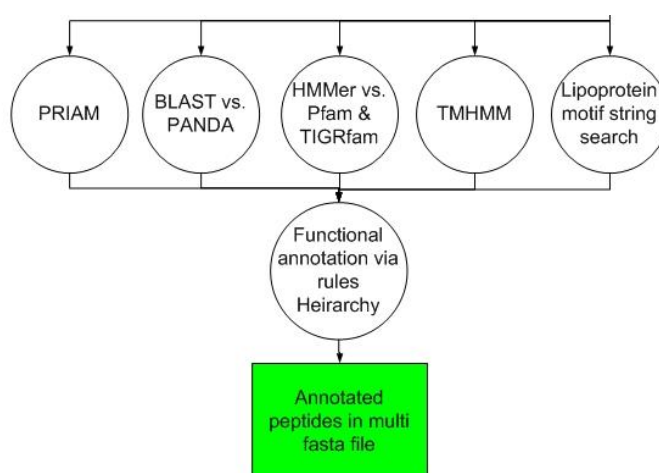 PRIAM
BLAST vs.
PANDA
HMMer vs.
Pfam &
TIGRfam
TMHMM
Lipoprotein
motif string
search
Functional
annotation via
rules
Heirarchy
Annotated
peptides in multi
fasta file